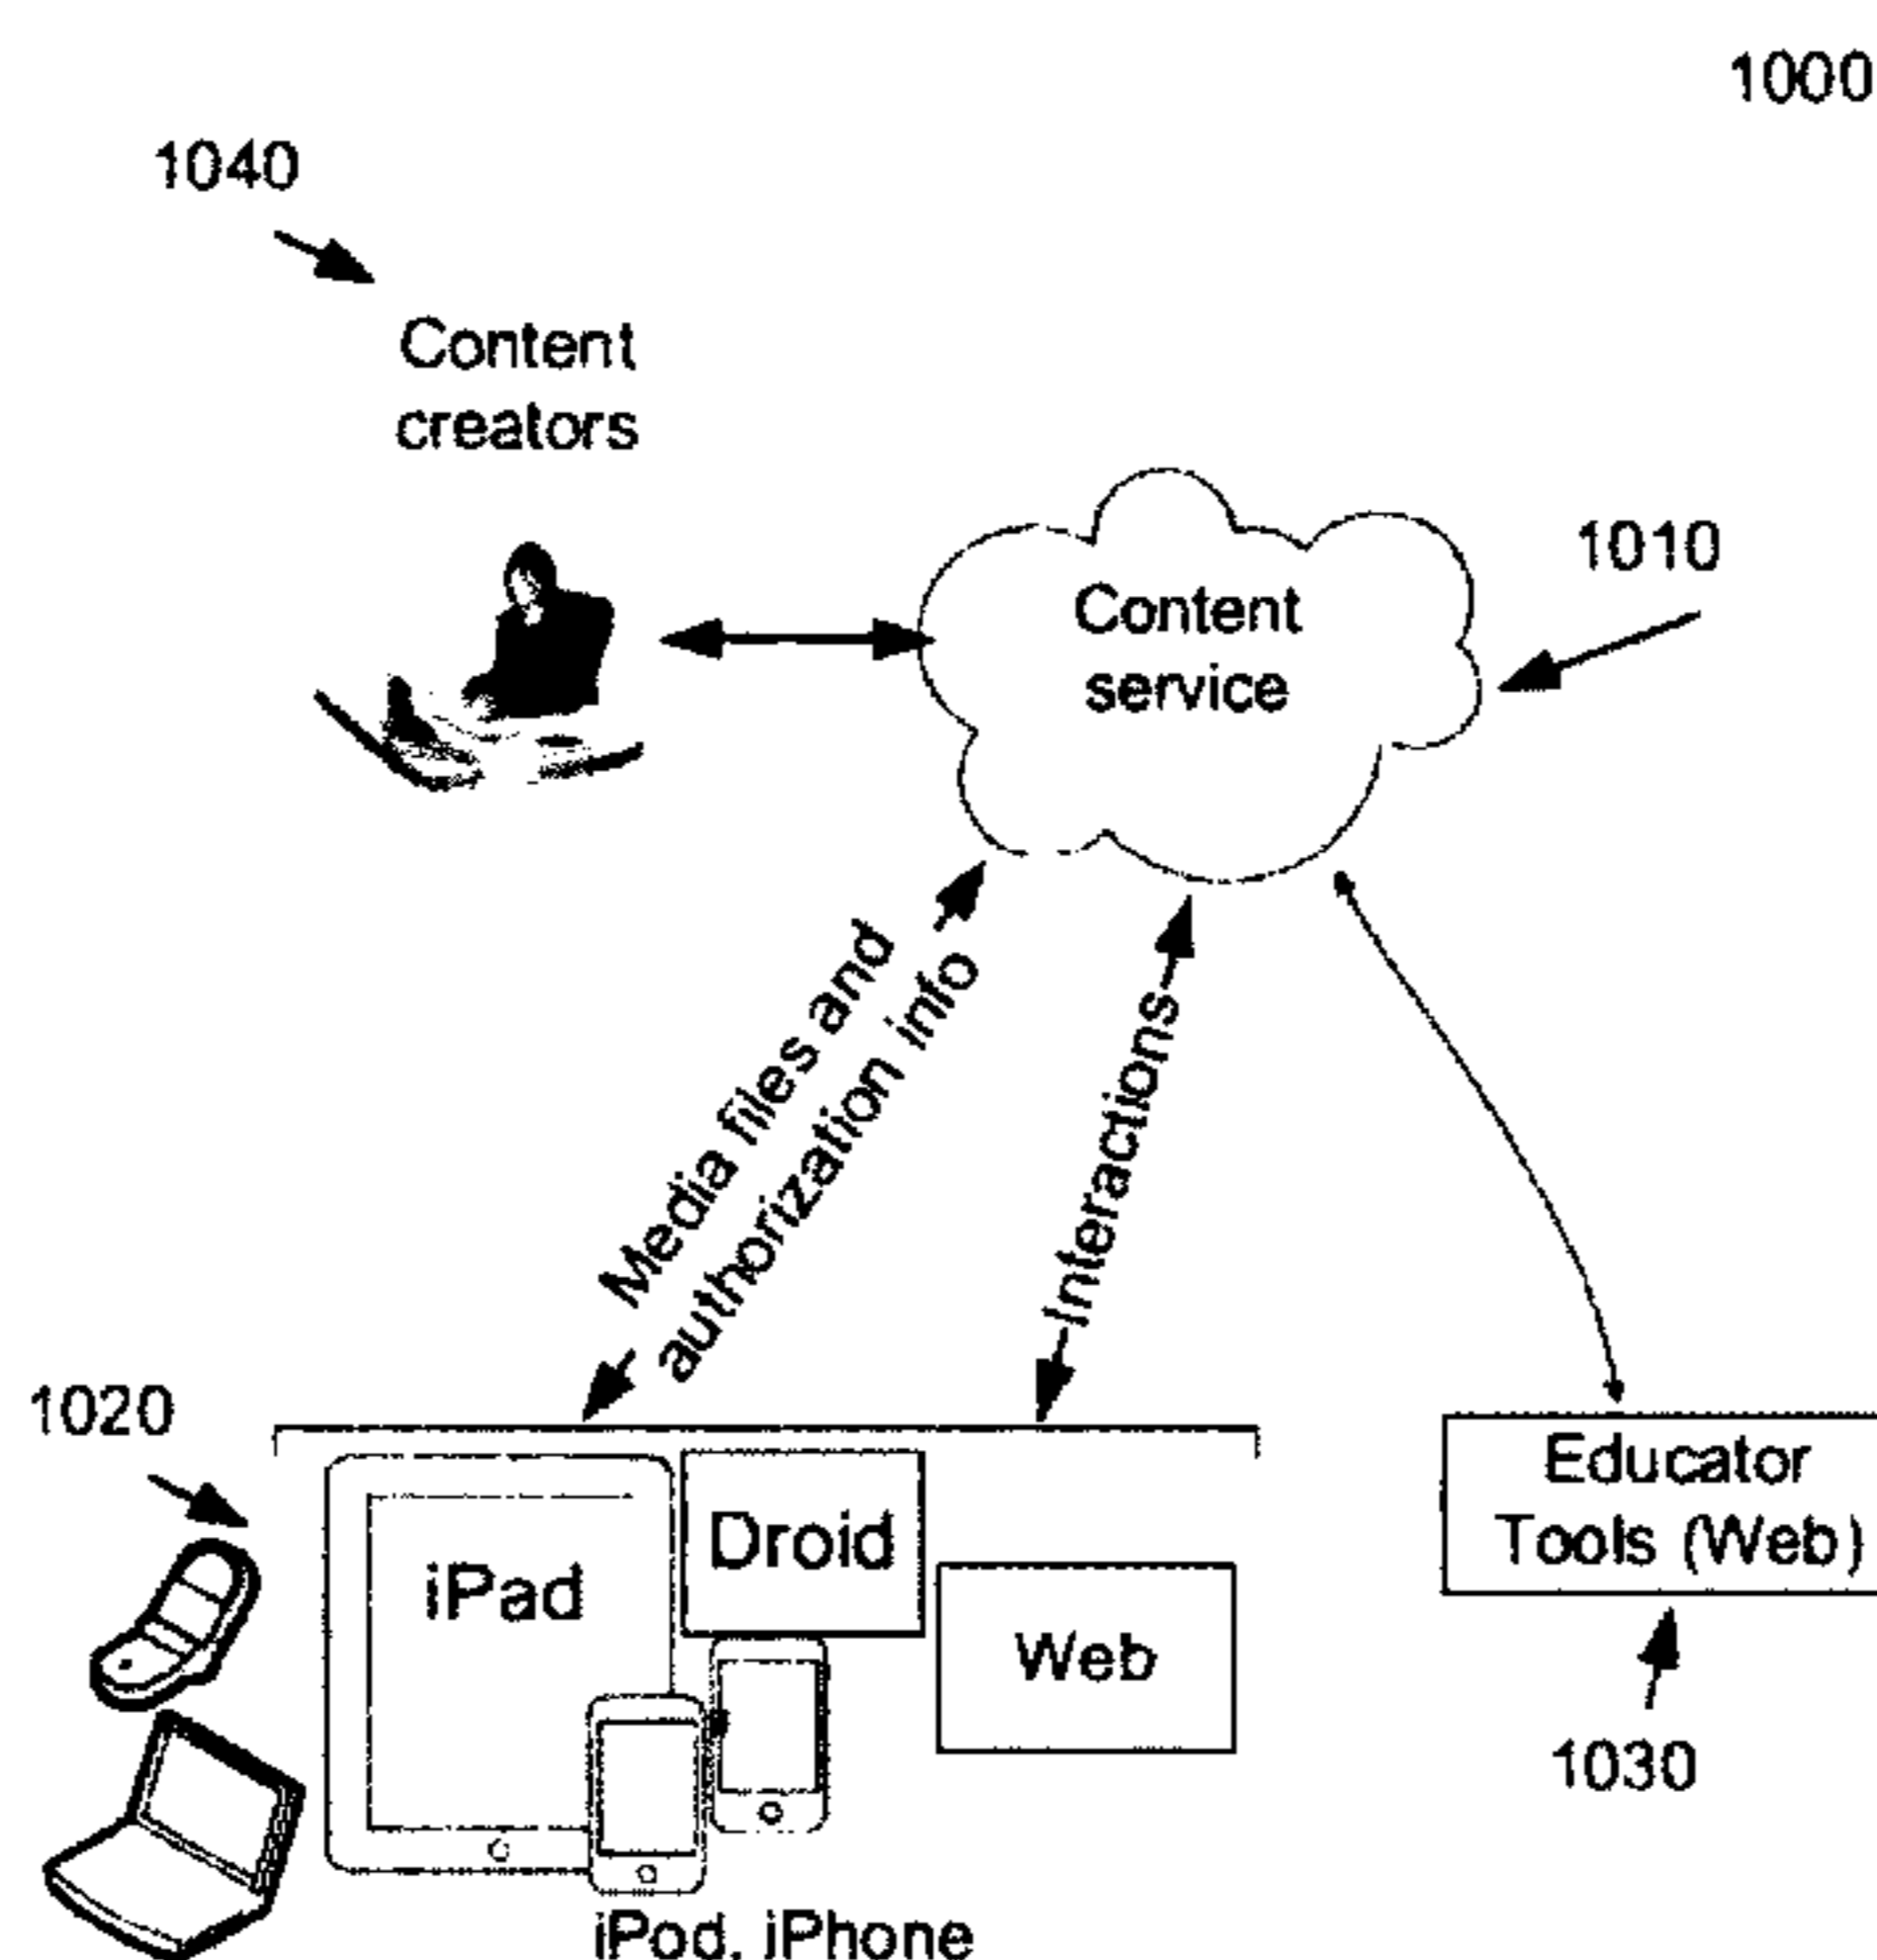 1000
1040
Content
creators
1010
Content
service
Media files and
authorization info
Interactions
1020
iPad
Droid
Web
Educator
Tools (Web)
1030
iPod, iPhone